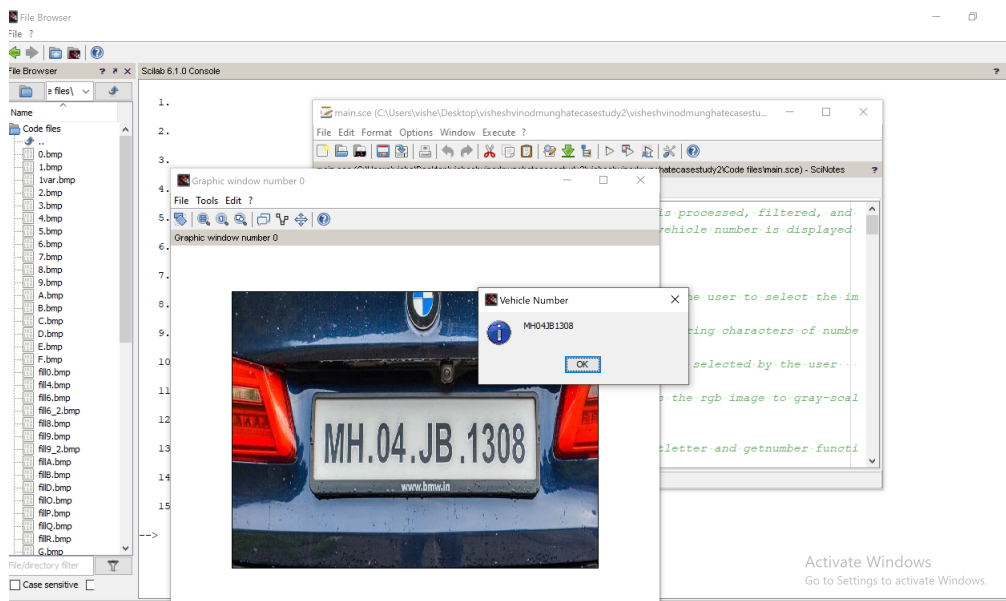 File Browser
File ?
File Browser ? Scilab 6.1.0 Console ?
e files\
Name
Code files
..
0.bmp
1.bmp
1var.bmp
2.bmp
3.bmp
4.bmp
5.bmp
6.bmp
7.bmp
8.bmp
9.bmp
A.bmp
B.bmp
C.bmp
D.bmp
E.bmp
F.bmp
fill0.bmp
fill4.bmp
fill6.bmp
fill6_2.bmp
fill8.bmp
fill9.bmp
fill9_2.bmp
fillA.bmp
fillB.bmp
fillD.bmp
fillO.bmp
fillP.bmp
fillQ.bmp
fillR.bmp
G.bmp
File/directory filter
Case sensitive
1.
2.
3.
4.
5.
6.
7.
8.
9.
10
11
12
13
14
15
-->
main.sce (C:\Users\vishe\Desktop\visheshvinodmunghatecasestudy2\visheshvinodmunghatecasestu...
File Edit Format Options Window Execute ?
hatecasestudy2\Code files\main.sce) - SciNotes ?
is processed, filtered, and
vehicle number is displayed
he user to select the im
ring characters of numbe
selected by the user
s the rgb image to gray-soal
tletter and getnumber functi
Graphic window number 0
File Tools Edit ?
Graphic window number 0
MH.04.JB.1308
www.bmw.in
Vehicle Number
MH04JB1308
OK
Activate Windows
Go to Settings to activate Windows.